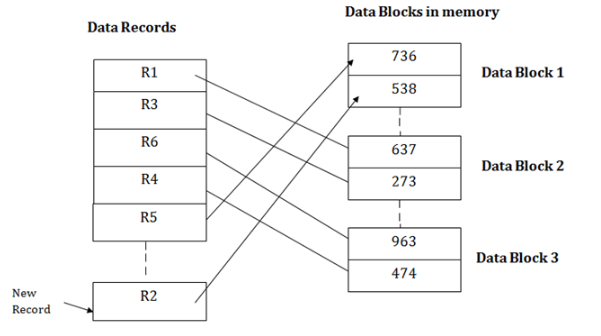 Data Records
R1
R3
R6
R4
R5
R2
New
Record
Data Blocks in memory
736
538
Data Block 1
637
273
Data Block 2
963
474
Data Block 3